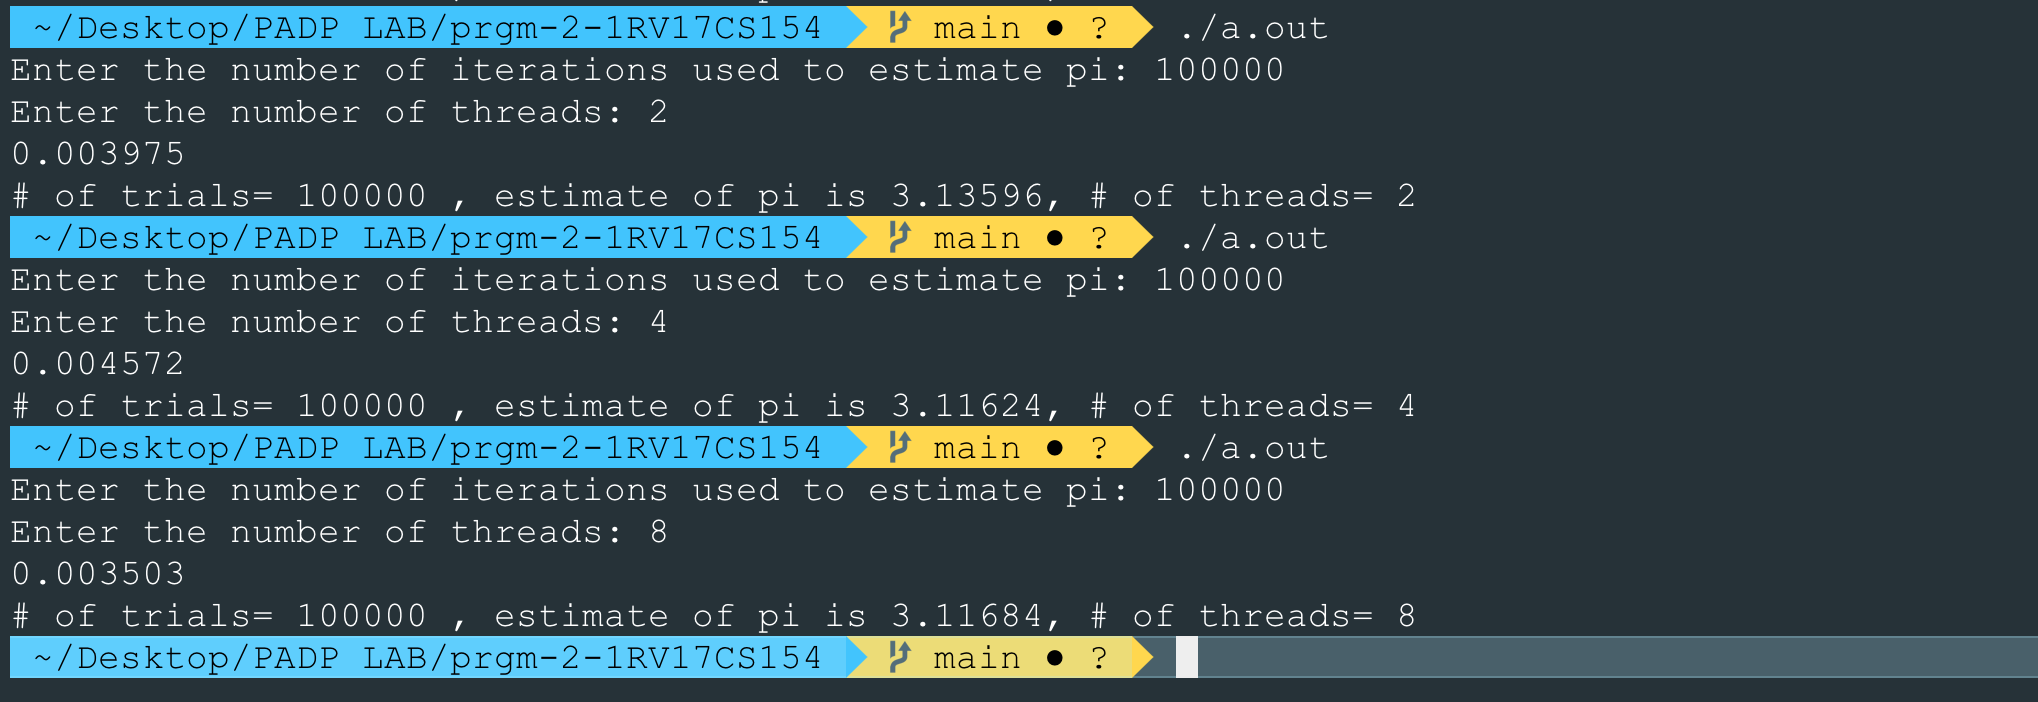 ~/Desktop/PADP LAB/prgm-2-1RV17CS154 main ● ? ./a.out
Enter the number of iterations used to estimate pi: 100000
Enter the number of threads: 2
0.003975
# of trials= 100000 , estimate of pi is 3.13596, # of threads= 2
~/Desktop/PADP LAB/prgm-2-1RV17CS154 main ● ? ./a.out
Enter the number of iterations used to estimate pi: 100000
Enter the number of threads: 4
0.004572
# of trials= 100000 , estimate of pi is 3.11624, # of threads= 4
~/Desktop/PADP LAB/prgm-2-1RV17CS154 main ● ? ./a.out
Enter the number of iterations used to estimate pi: 100000
Enter the number of threads: 8
0.003503
# of trials= 100000 , estimate of pi is 3.11684, # of threads= 8
~/Desktop/PADP LAB/prgm-2-1RV17CS154 main ● ?